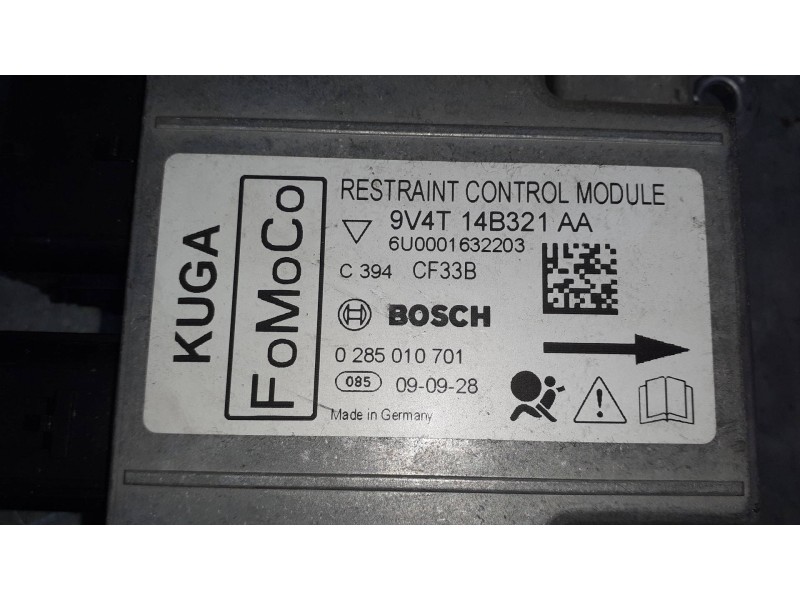 KUGA
FoMoCo
RESTRAINT CONTROL MODULE
9V4T 14B321 AA
6U0001632203
C 394 CF33B
BOSCH
0 285 010 701
085 09-09-28
Made in Germany